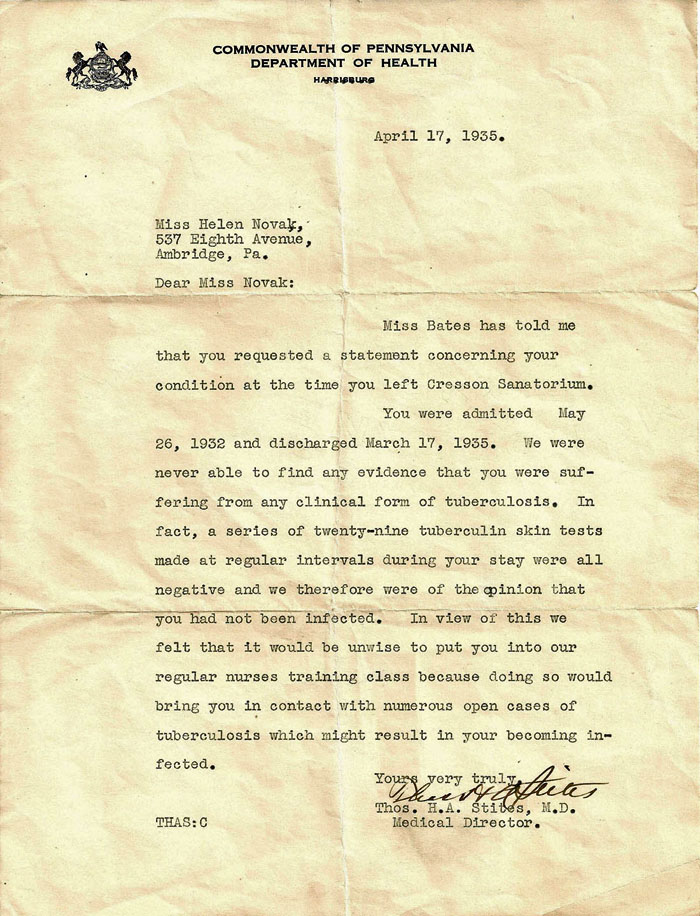 COMMONWEALTH OF PENNSYLVANIA
DEPARTMENT OF HEALTH
HARRISBURG
April 17, 1935.
Miss Helen Novak,
537 Eighth Avenue,
Ambridge, Pa.
Dear Miss Novak:
Miss Bates has told me
that you requested a statement concerning your
condition at the time you left Cresson Sanatorium.
You were admitted May
26, 1932 and discharged March 17, 1935. We were
never able to find any evidence that you were suf-
fering from any clinical form of tuberculosis. In
fact, a series of twenty-nine tuberculin skin tests
made at regular intervals during your stay were all
negative and we therefore were of the opinion that
you had not been infected. In view of this we
felt that it would be unwise to put you into our
regular nurses training class because doing so would
bring you in contact with numerous open cases of
tuberculosis which might result in your becoming in-
fected.
Yours very truly,
Thos H A Stites
Thos. H.A. Stites, M.D.
THAS:C Medical Director.